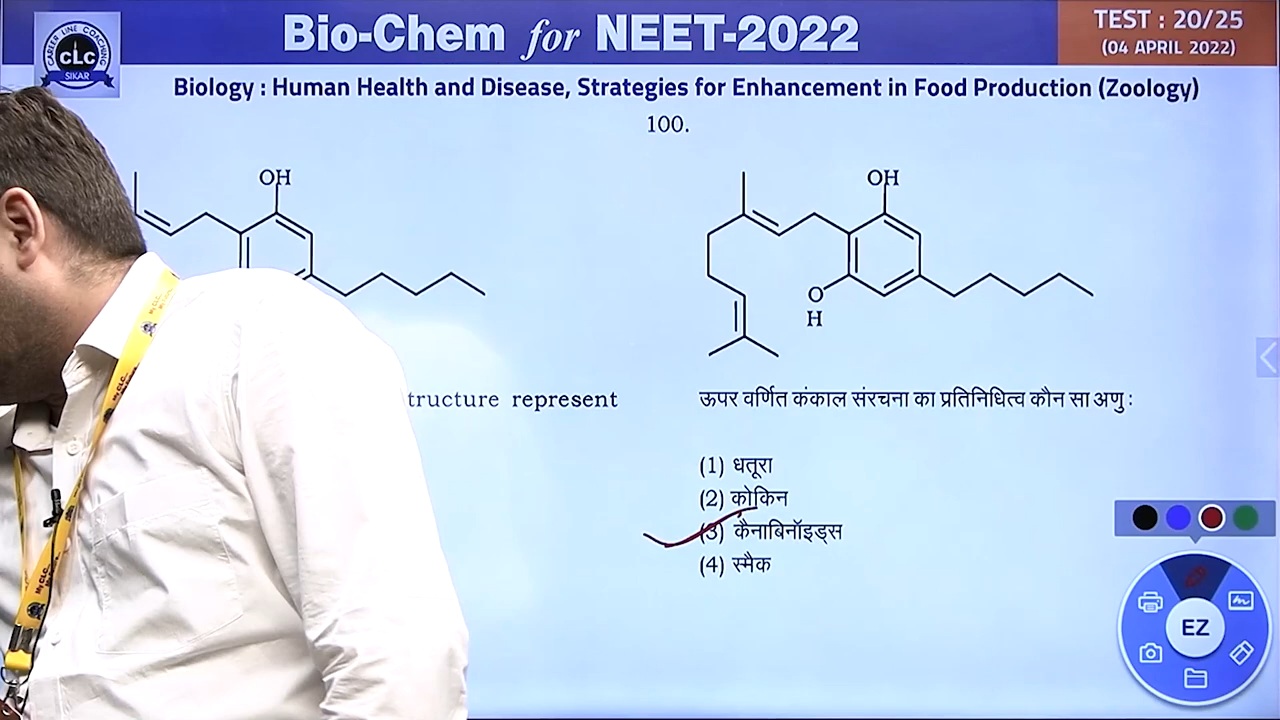 CAREER LINE COACHING
CLC
SIKAR
Bio-Chem for NEET-2022
TEST : 20/25
(04 APRIL 2022)
Biology : Human Health and Disease, Strategies for Enhancement in Food Production (Zoology)
100.
OH
OH
O
H
tructure represent
ऊपर वर्णित कंकाल संरचना का प्रतिनिधित्व कौन सा अणु :
(1) धतूरा
(2) कोकिन
(3) कैनाबिनॉइड्स
(4) स्मैक
EZ